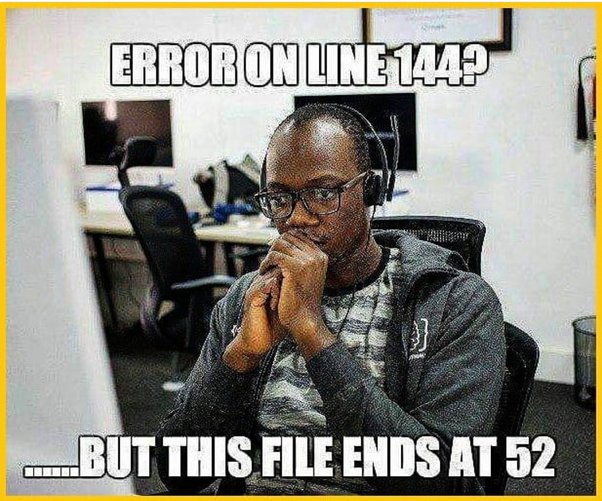 ERROR ON LINE 144?
.......BUT THIS FILE ENDS AT 52